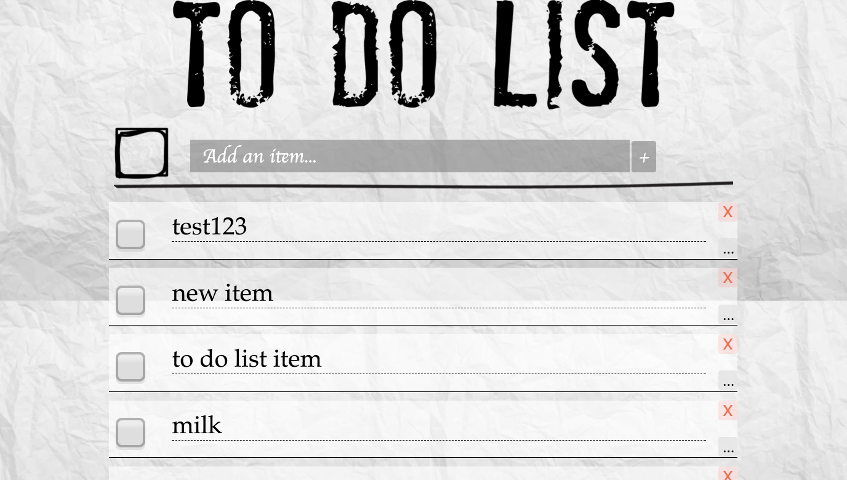 TO DO LIST
Add an item... +
X
test123
...
X
new item
...
X
to do list item
...
X
milk
...
X